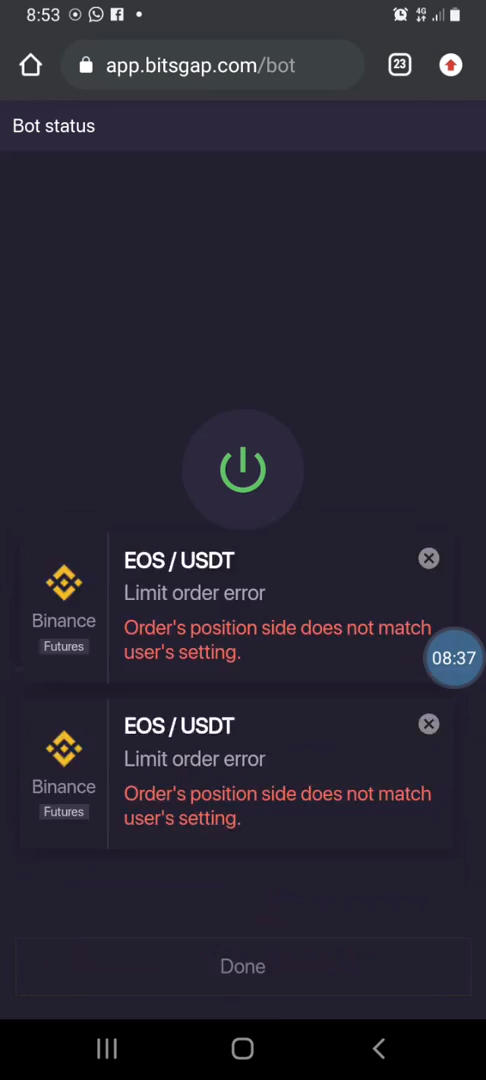 8:53
4G
app.bitsgap.com/bot
23
Bot status
EOS / USDT
Limit order error
Binance
Futures
Order's position side does not match
user's setting.
08:37
EOS / USDT
Limit order error
Binance
Futures
Order's position side does not match
user's setting.
Done